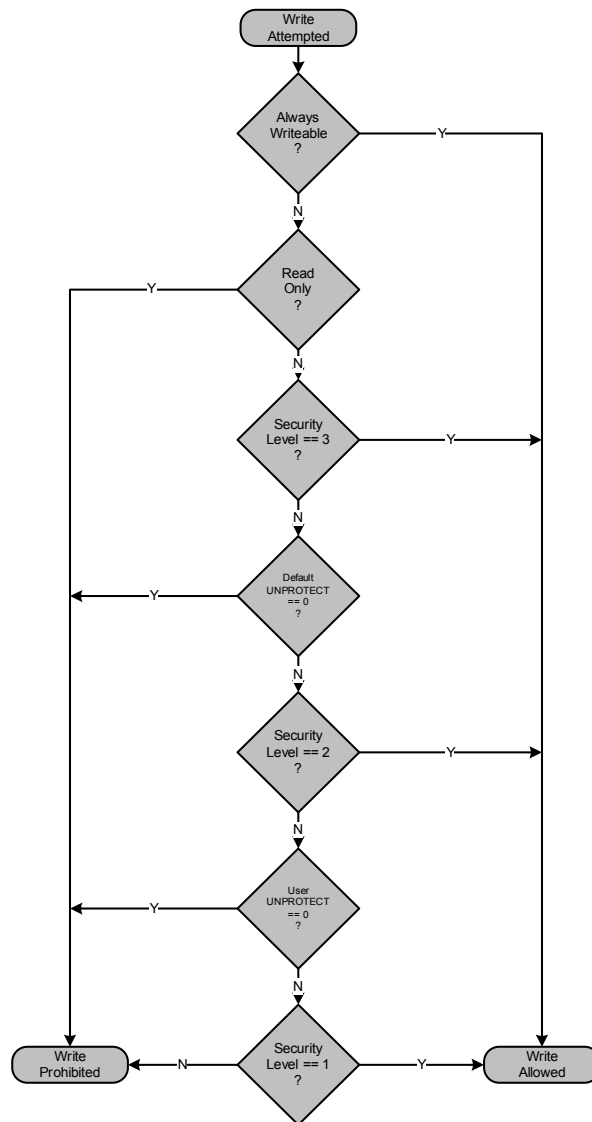 Write
Attempted
Always
Writeable
?
Y
N
Read
Only
?
Y
N
Security
Level == 3
?
Y
N
Default
UNPROTECT
== 0
?
Y
N
Security
Level == 2
?
Y
N
User
UNPROTECT
== 0
?
Y
N
Write
Prohibited
N
Security
Level == 1
?
Y
Write
Allowed